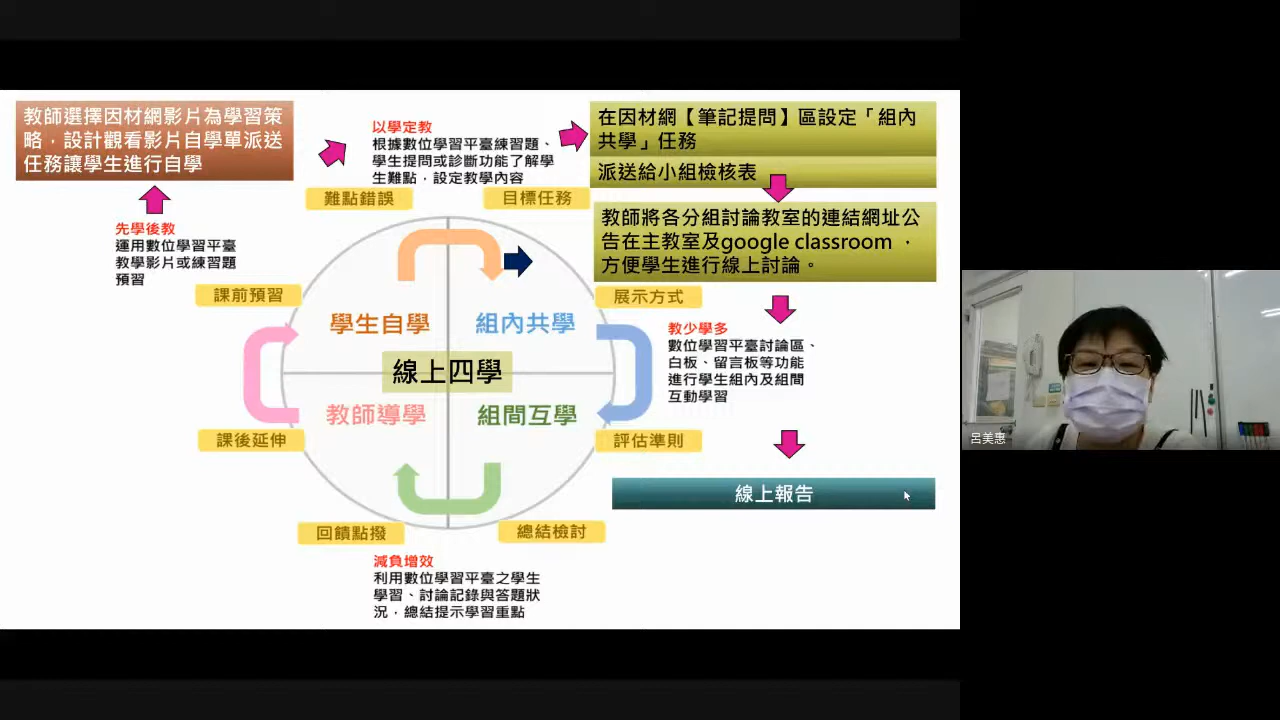 教師選擇因材網影片為學習策
略，設計觀看影片自學單派送
任務讓學生進行自學
以學定教
根據數位學習平臺練習題、
學生提問或診斷功能了解學
生難點，設定教學內容
在因材網【筆記提問】區設定「組內
共學」任務
派送給小組檢核表
難點錯誤
目標任務
教師將各分組討論教室的連結網址公
告在主教室及google classroom ，
方便學生進行線上討論。
先學後教
運用數位學習平臺
教學影片或練習題
預習
課前預習
展示方式
學生自學
組內共學
教少學多
數位學習平臺討論區、
白板、留言板等功能
進行學生組內及組間
互動學習
線上四學
教師導學
組間互學
課後延伸
評估準則
呂美惠
線上報告
回饋點撥
總結檢討
減負增效
利用數位學習平臺之學生
學習、討論記錄與答題狀
況，總結提示學習重點